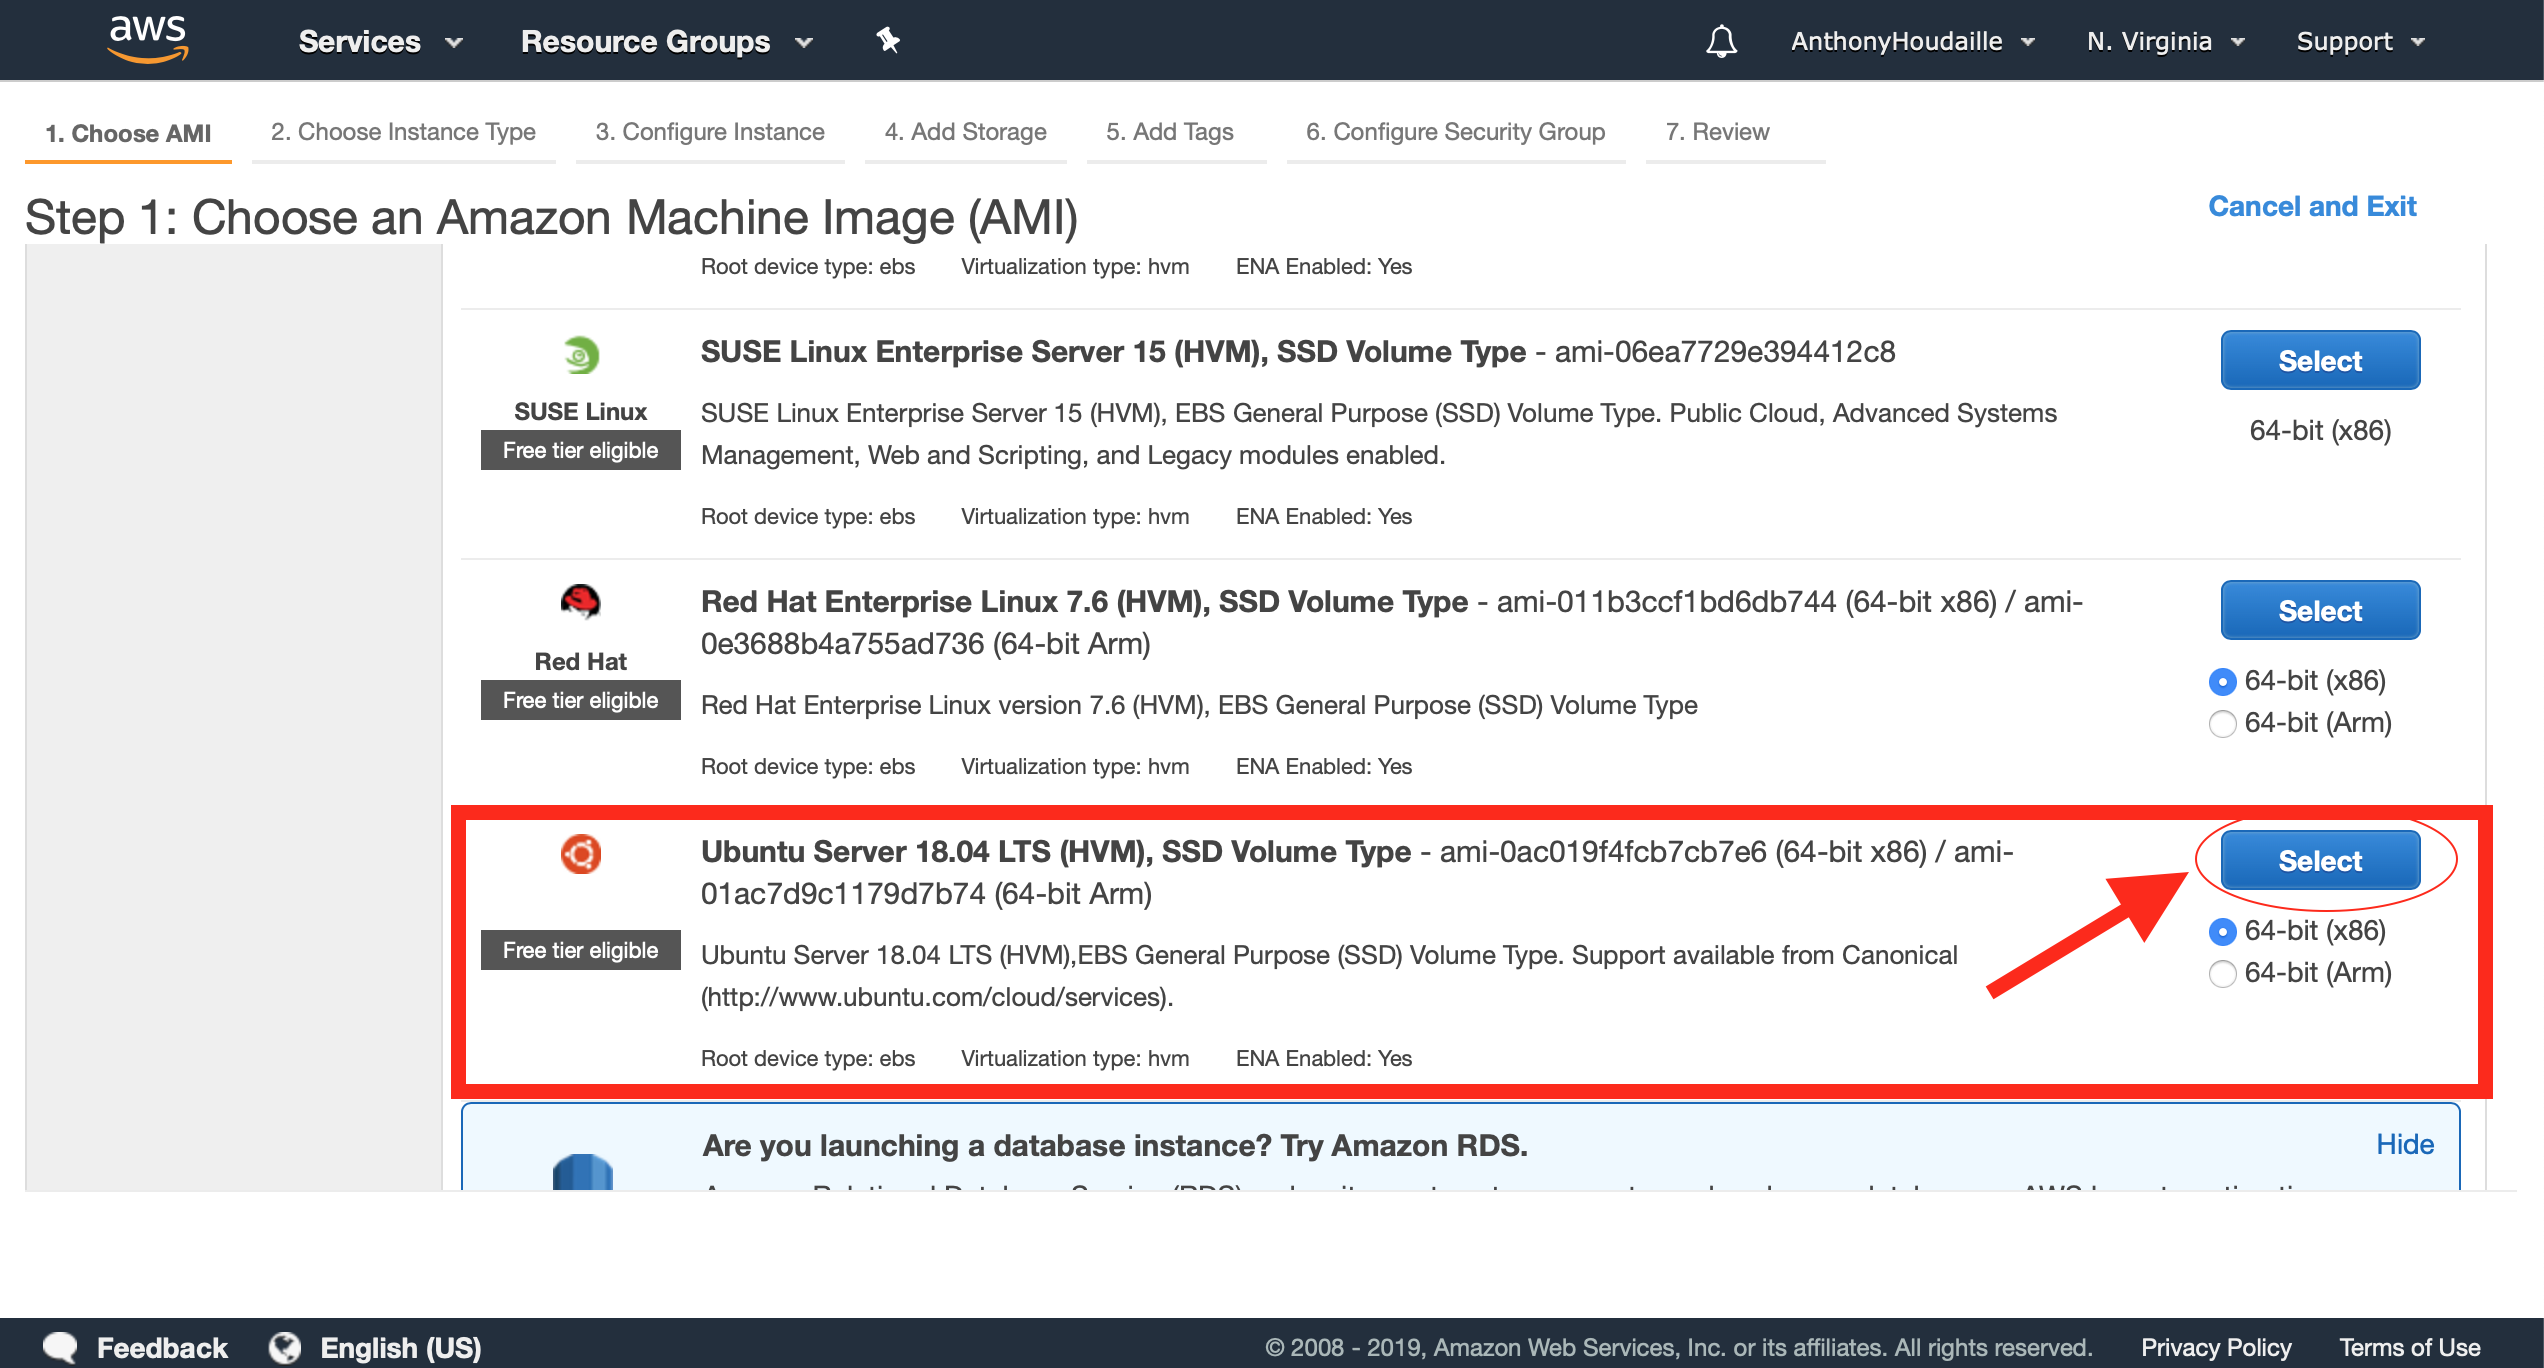 aws Services Resource Groups AnthonyHoudaille N. Virginia Support
1. Choose AMI 2. Choose Instance Type 3. Configure Instance 4. Add Storage 5. Add Tags 6. Configure Security Group 7. Review
Step 1: Choose an Amazon Machine Image (AMI) Cancel and Exit
Root device type: ebs Virtualization type: hvm ENA Enabled: Yes
SUSE Linux Enterprise Server 15 (HVM), SSD Volume Type - ami-06ea7729e394412c8 Select
SUSE Linux SUSE Linux Enterprise Server 15 (HVM), EBS General Purpose (SSD) Volume Type. Public Cloud, Advanced Systems 64-bit (x86)
Free tier eligible Management, Web and Scripting, and Legacy modules enabled.
Root device type: ebs Virtualization type: hvm ENA Enabled: Yes
Red Hat Enterprise Linux 7.6 (HVM), SSD Volume Type - ami-011b3ccf1bd6db744 (64-bit x86) / ami- Select
0e3688b4a755ad736 (64-bit Arm)
Red Hat 64-bit (x86)
Free tier eligible Red Hat Enterprise Linux version 7.6 (HVM), EBS General Purpose (SSD) Volume Type 64-bit (Arm)
Root device type: ebs Virtualization type: hvm ENA Enabled: Yes
Ubuntu Server 18.04 LTS (HVM), SSD Volume Type - ami-0ac019f4fcb7cb7e6 (64-bit x86) / ami- Select
01ac7d9c1179d7b74 (64-bit Arm)
Free tier eligible Ubuntu Server 18.04 LTS (HVM),EBS General Purpose (SSD) Volume Type. Support available from Canonical 64-bit (x86)
(http://www.ubuntu.com/cloud/services). 64-bit (Arm)
Root device type: ebs Virtualization type: hvm ENA Enabled: Yes
Are you launching a database instance? Try Amazon RDS. Hide
Feedback English (US) © 2008 - 2019, Amazon Web Services, Inc. or its affiliates. All rights reserved. Privacy Policy Terms of Use